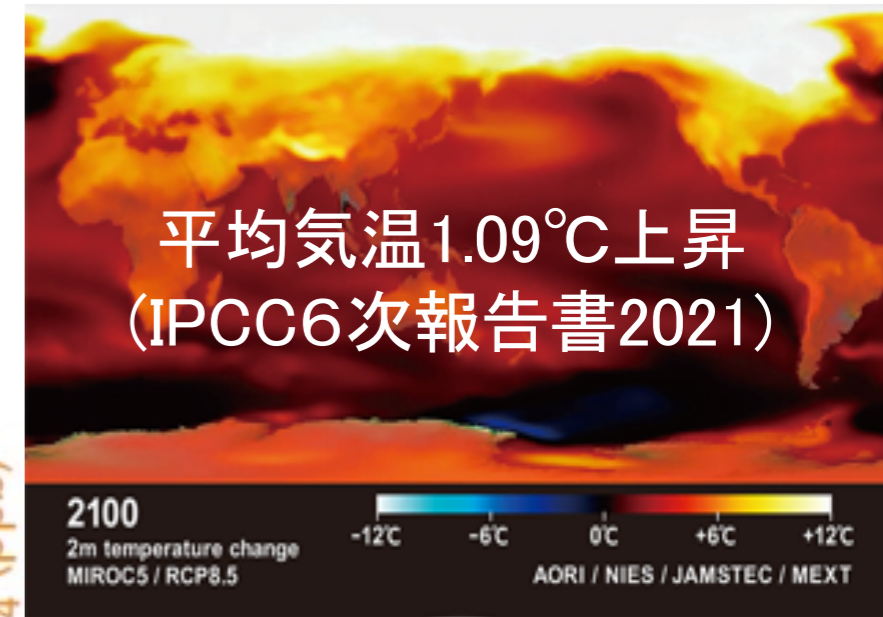 平均気温1.09℃上昇
(IPCC6次報告書2021)
2100
2m temperature change
MIROC5 / RCP8.5
-12℃ -6℃ 0℃ +6℃ +12℃
AORI / NIES / JAMSTEC / MEXT
4 (ppb)